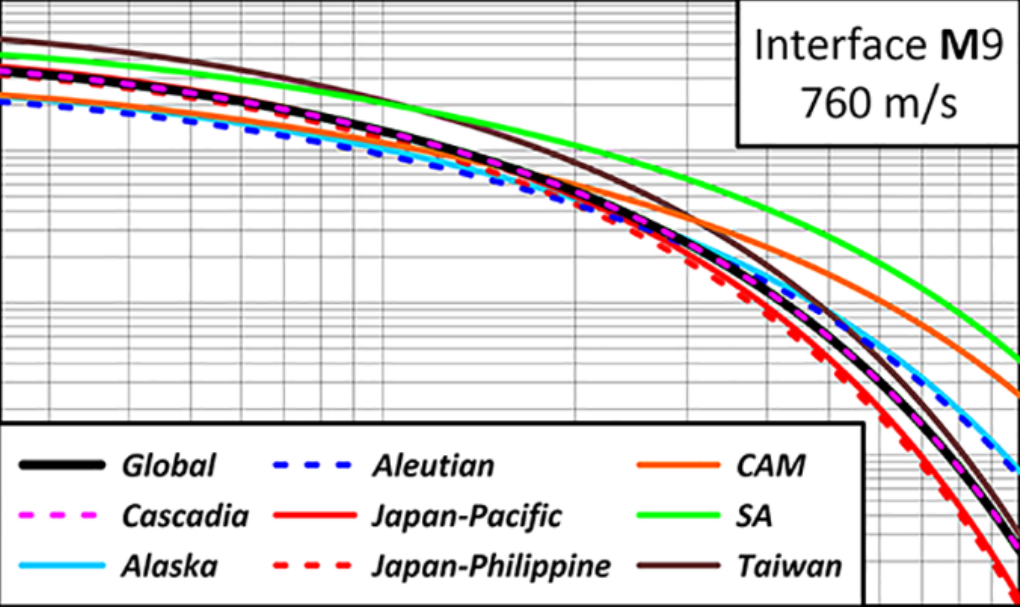 Interface M9
760 m/s
Global Aleutian CAM
Cascadia Japan-Pacific SA
Alaska Japan-Philippine Taiwan